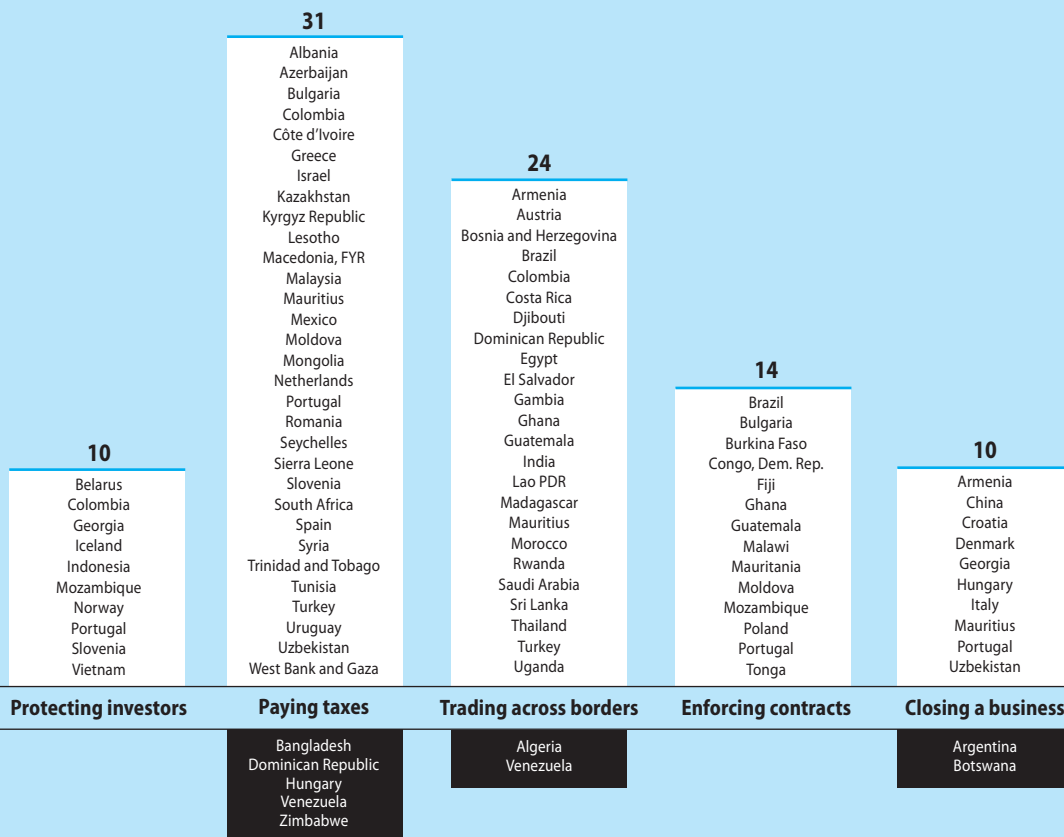 10
Belarus
Colombia
Georgia
Iceland
Indonesia
Mozambique
Norway
Portugal
Slovenia
Vietnam
Protecting investors
31
Albania
Azerbaijan
Bulgaria
Colombia
Côte d’Ivoire
Greece
Israel
Kazakhstan
Kyrgyz Republic
Lesotho
Macedonia, FYR
Malaysia
Mauritius
Mexico
Moldova
Mongolia
Netherlands
Portugal
Romania
Seychelles
Sierra Leone
Slovenia
South Africa
Spain
Syria
Trinidad and Tobago
Tunisia
Turkey
Uruguay
Uzbekistan
West Bank and Gaza
Paying taxes
Bangladesh
Dominican Republic
Hungary
Venezuela
Zimbabwe
24
Armenia
Austria
Bosnia and Herzegovina
Brazil
Colombia
Costa Rica
Djibouti
Dominican Republic
Egypt
El Salvador
Gambia
Ghana
Guatemala
India
Lao PDR
Madagascar
Mauritius
Morocco
Rwanda
Saudi Arabia
Sri Lanka
Thailand
Turkey
Uganda
Trading across borders
Algeria
Venezuela
14
Brazil
Bulgaria
Burkina Faso
Congo, Dem. Rep.
Fiji
Ghana
Guatemala
Malawi
Mauritania
Moldova
Mozambique
Poland
Portugal
Tonga
Enforcing contracts
10
Armenia
China
Croatia
Denmark
Georgia
Hungary
Italy
Mauritius
Portugal
Uzbekistan
Closing a business
Argentina
Botswana